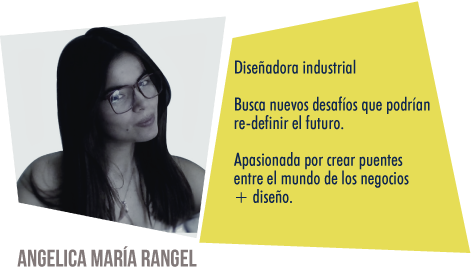 Diseñadora industrial
Busca nuevos desafíos que podrían
re-definir el futuro.
Apasionada por crear puentes
entre el mundo de los negocios
+ diseño.
ANGELICA MARÍA RANGEL